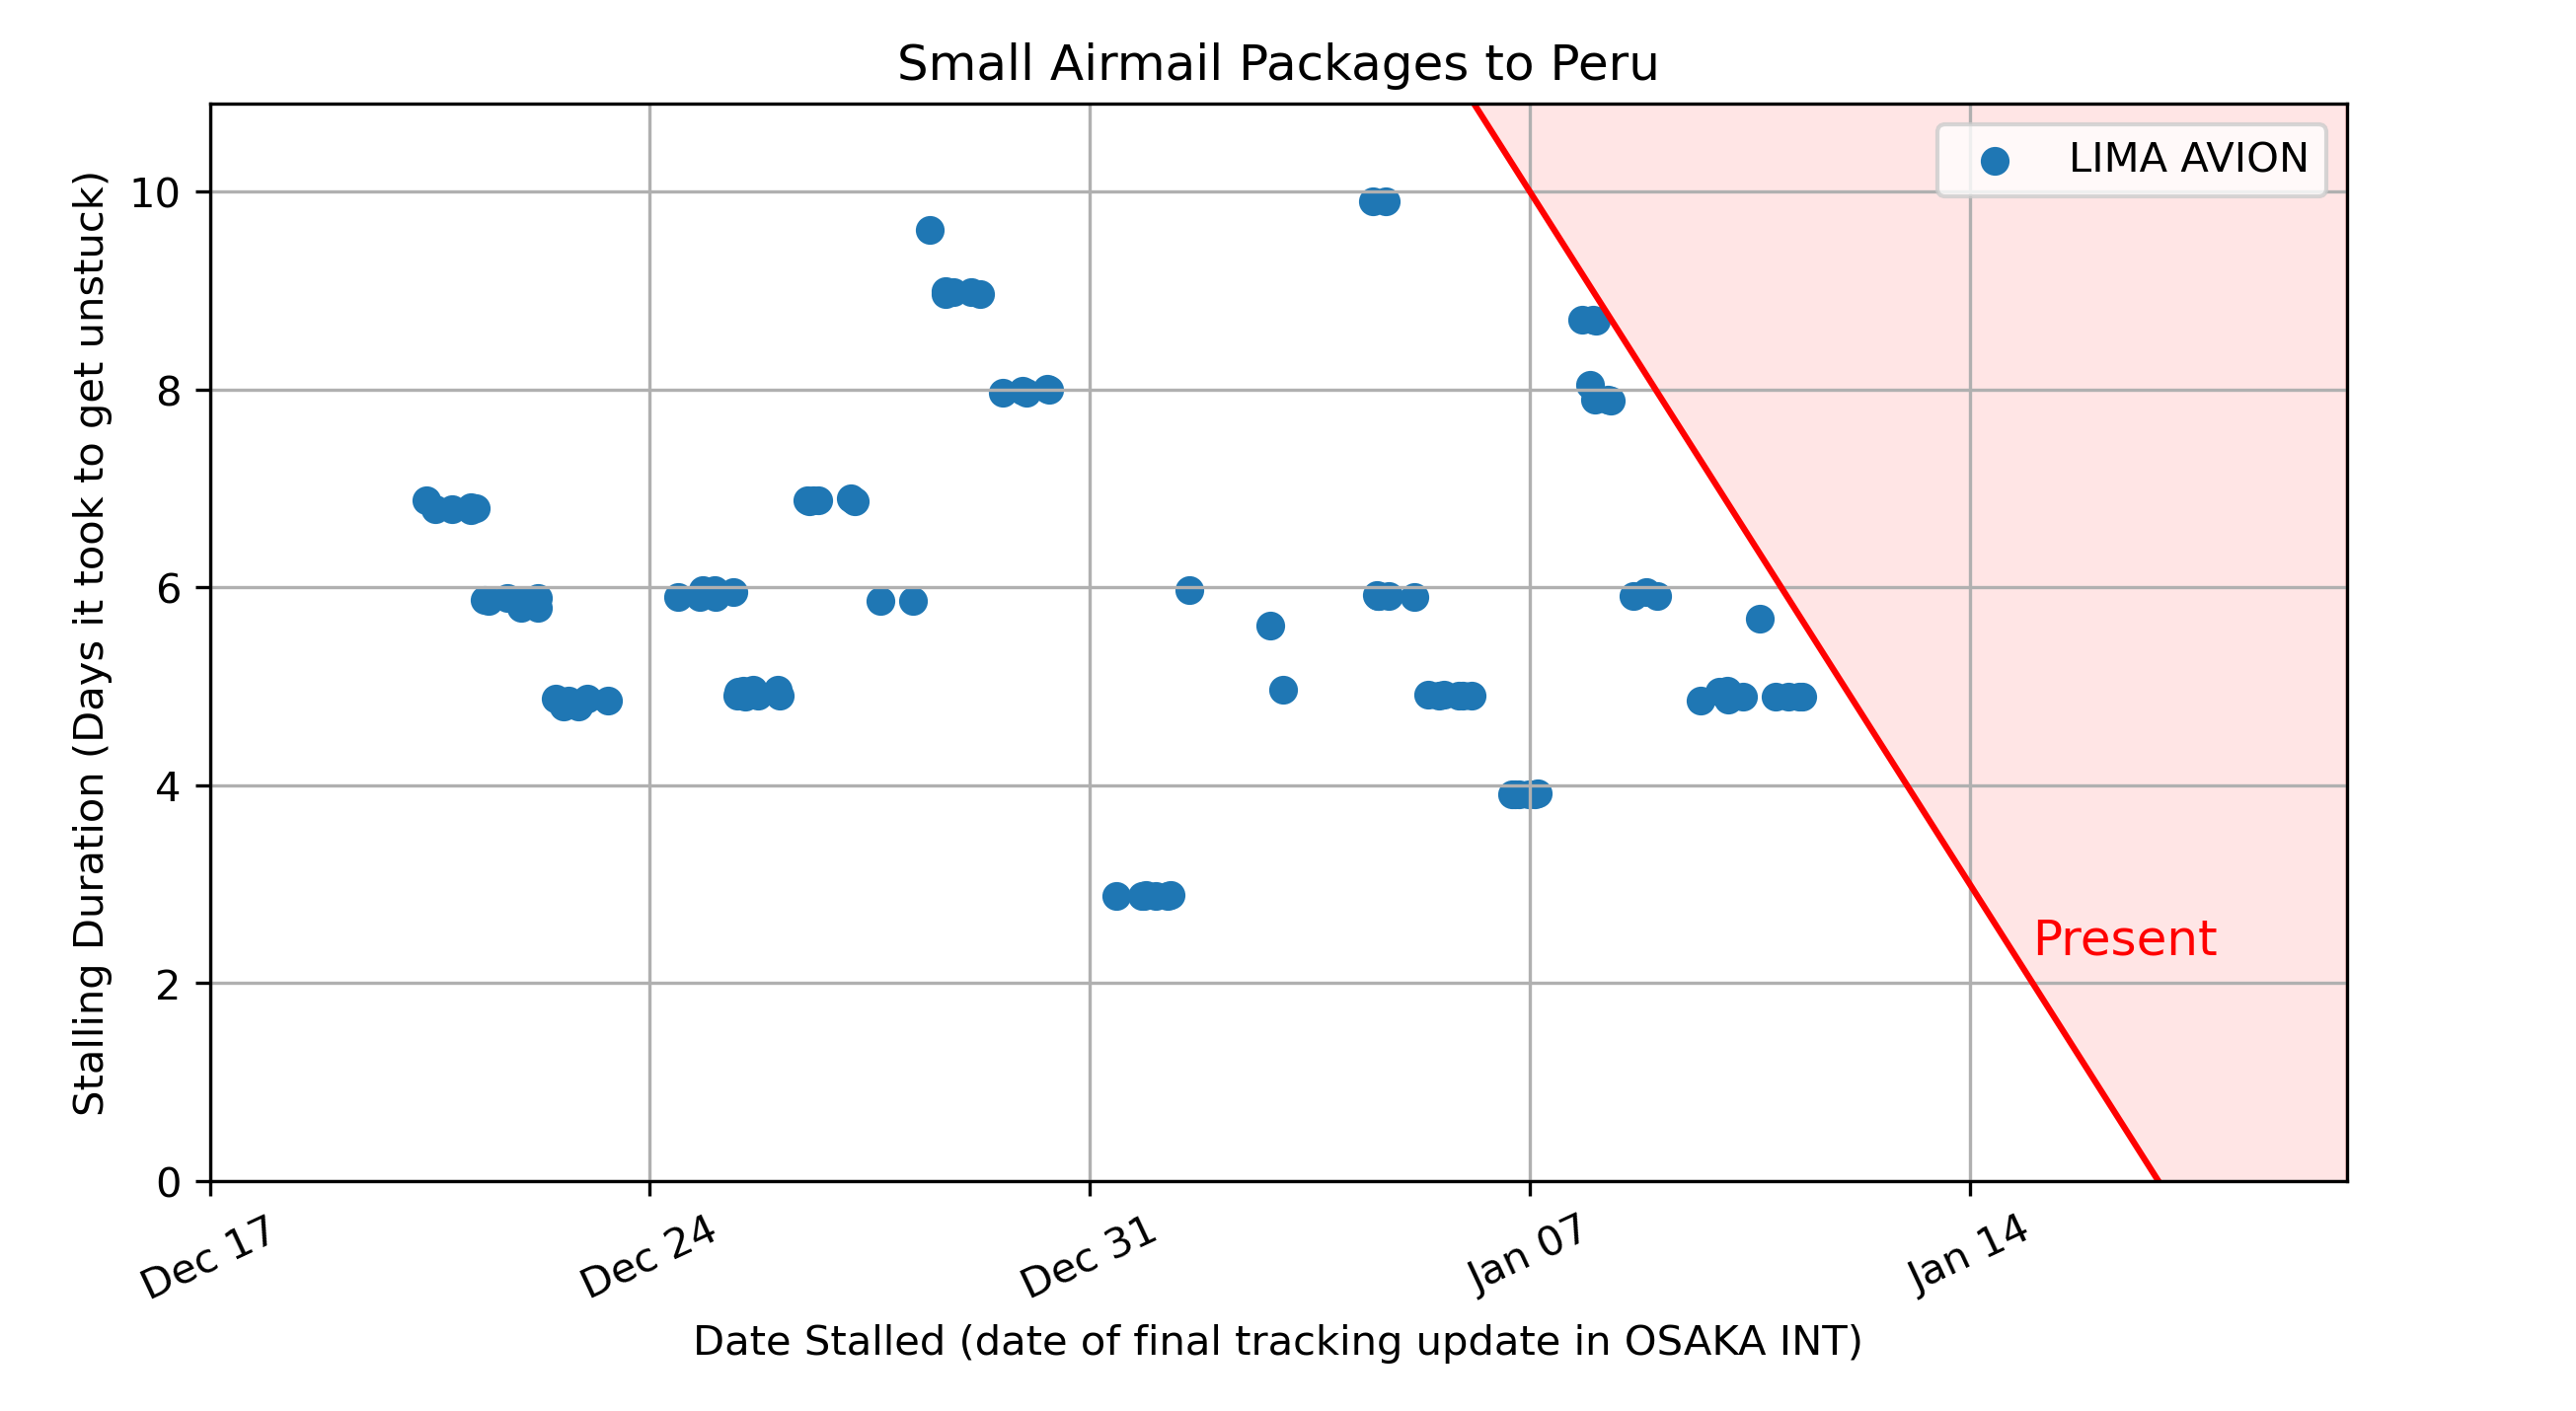 Small Airmail Packages to Peru
LIMA AVION
Stalling Duration (Days it took to get unstuck)
10
8
6
4
2
0
Present
Dec 17
Dec 24
Dec 31
Jan 07
Jan 14
Date Stalled (date of final tracking update in OSAKA INT)